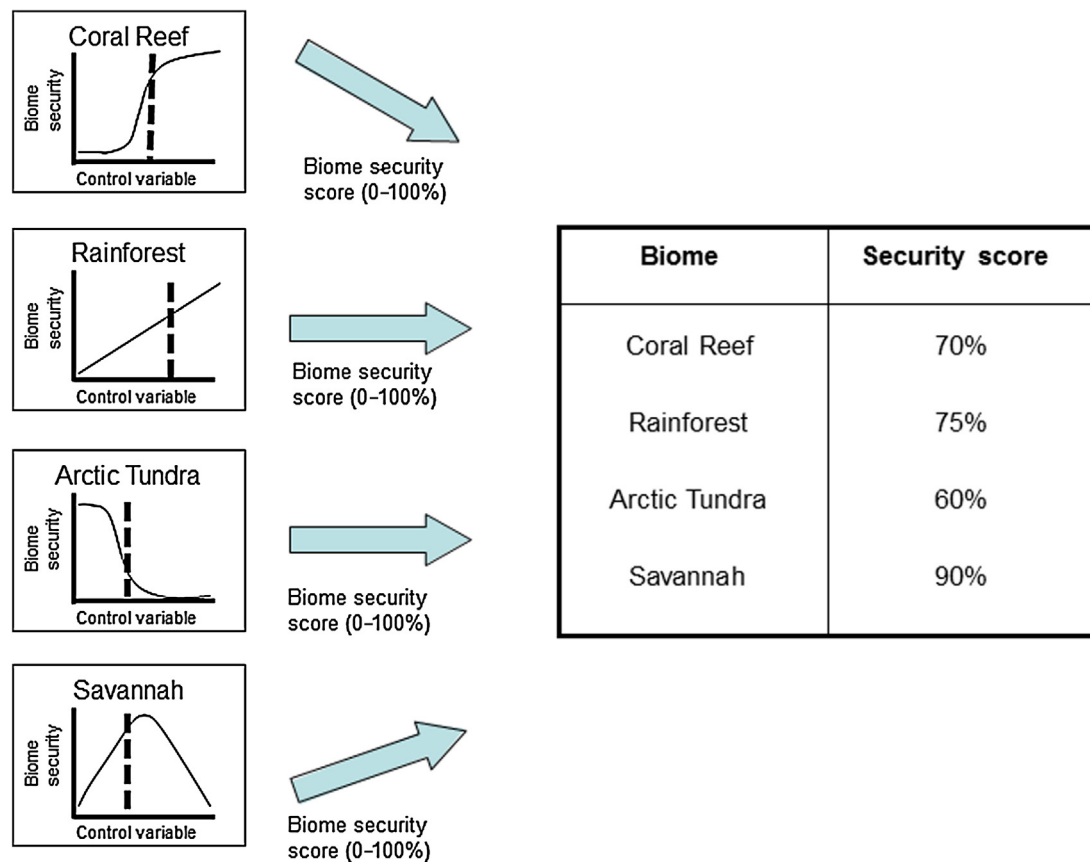 Coral Reef
Biome
security
Control variable
Biome security
score (0–100%)
Rainforest
Biome
security
Control variable
Biome security
score (0–100%)
Arctic Tundra
Biome
security
Control variable
Biome security
score (0–100%)
Savannah
Biome
security
Control variable
Biome security
score (0–100%)
Biome Security score
Coral Reef 70%
Rainforest 75%
Arctic Tundra 60%
Savannah 90%